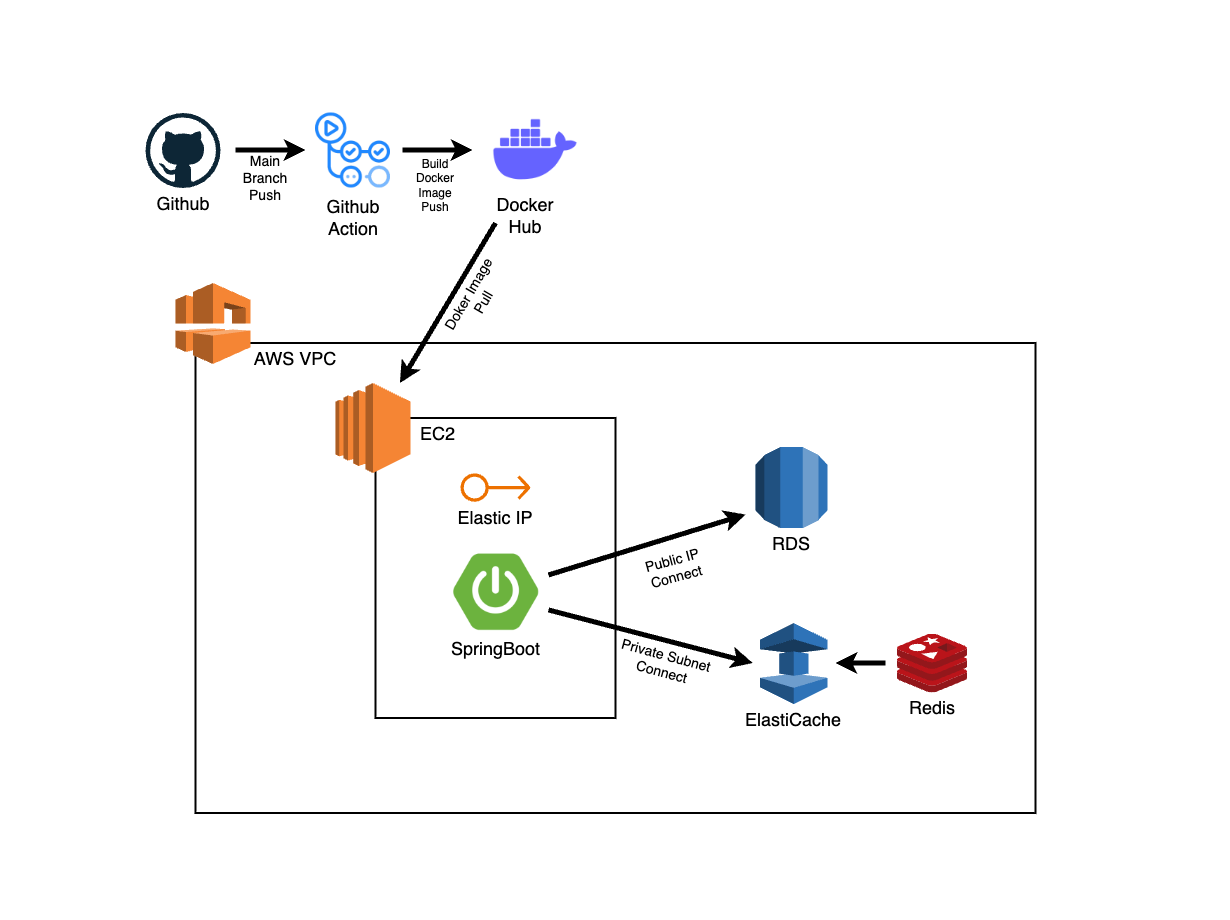 Main
Branch
Push
Build
Docker
Image
Push
Github
Github
Action
Docker
Hub
Doker Image
Pull
AWS VPC
EC2
Elastic IP
SpringBoot
Public IP
Connect
RDS
Private Subnet
Connect
ElastiCache
Redis